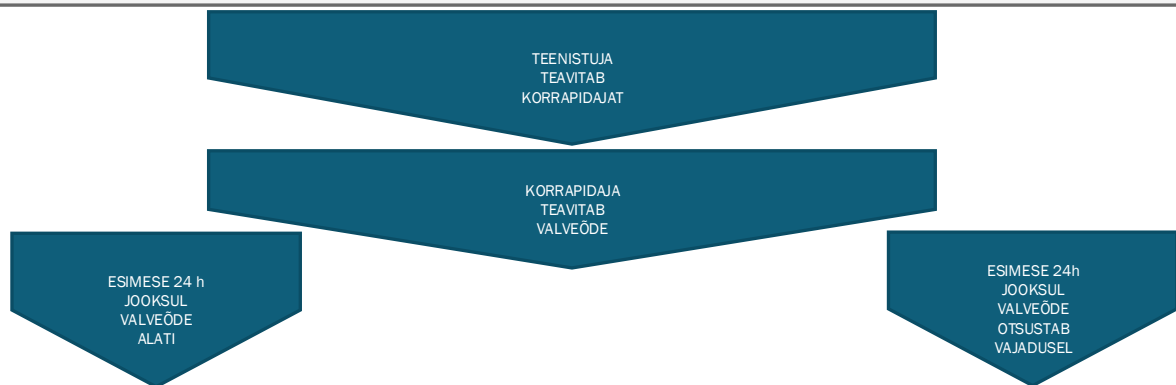 TEENISTUJA
TEAVITAB
KORRAPIDAJAT
KORRAPIDAJA
TEAVITAB
VALVEÕDE
ESIMESE 24 h
JOOKSUL
VALVEÕDE
ALATI
ESIMESE 24h
JOOKSUL
VALVEÕDE
OTSUSTAB
VAJADUSEL